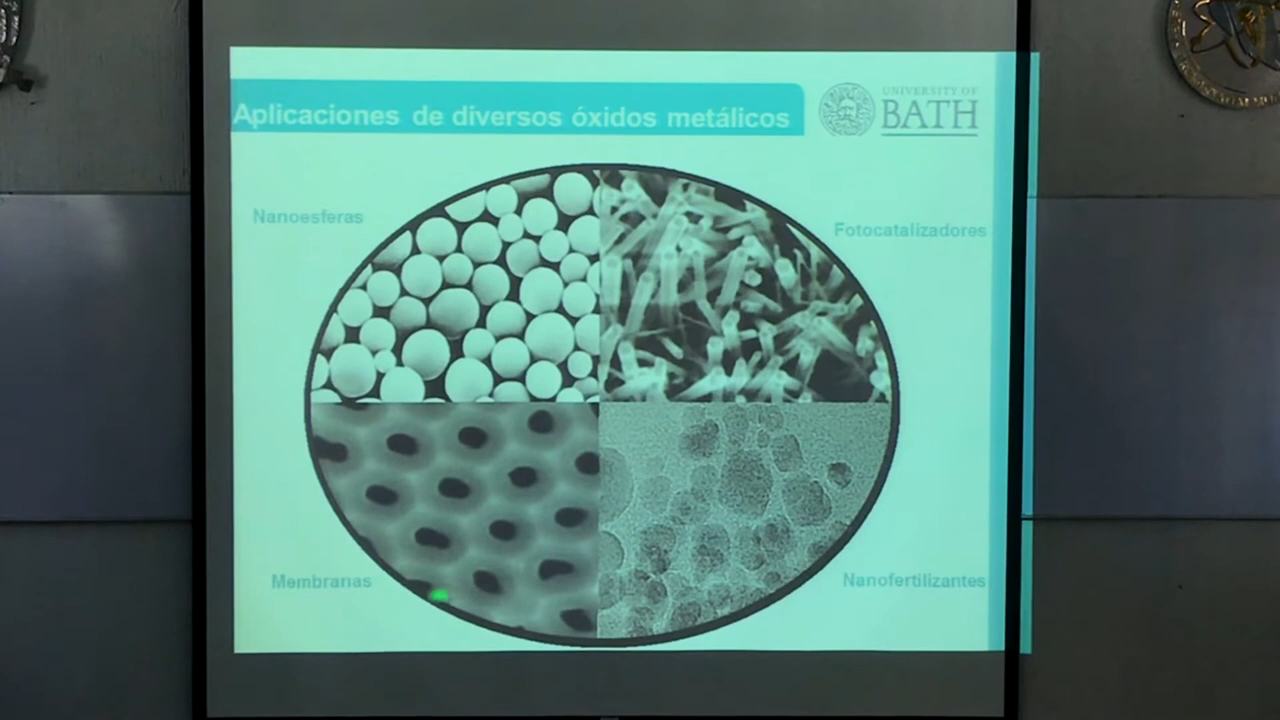 Aplicaciones de diversos óxidos metálicos
UNIVERSITY OF
BATH
Nanoesferas
Fotocatalizadores
Membranas
Nanofertilizantes